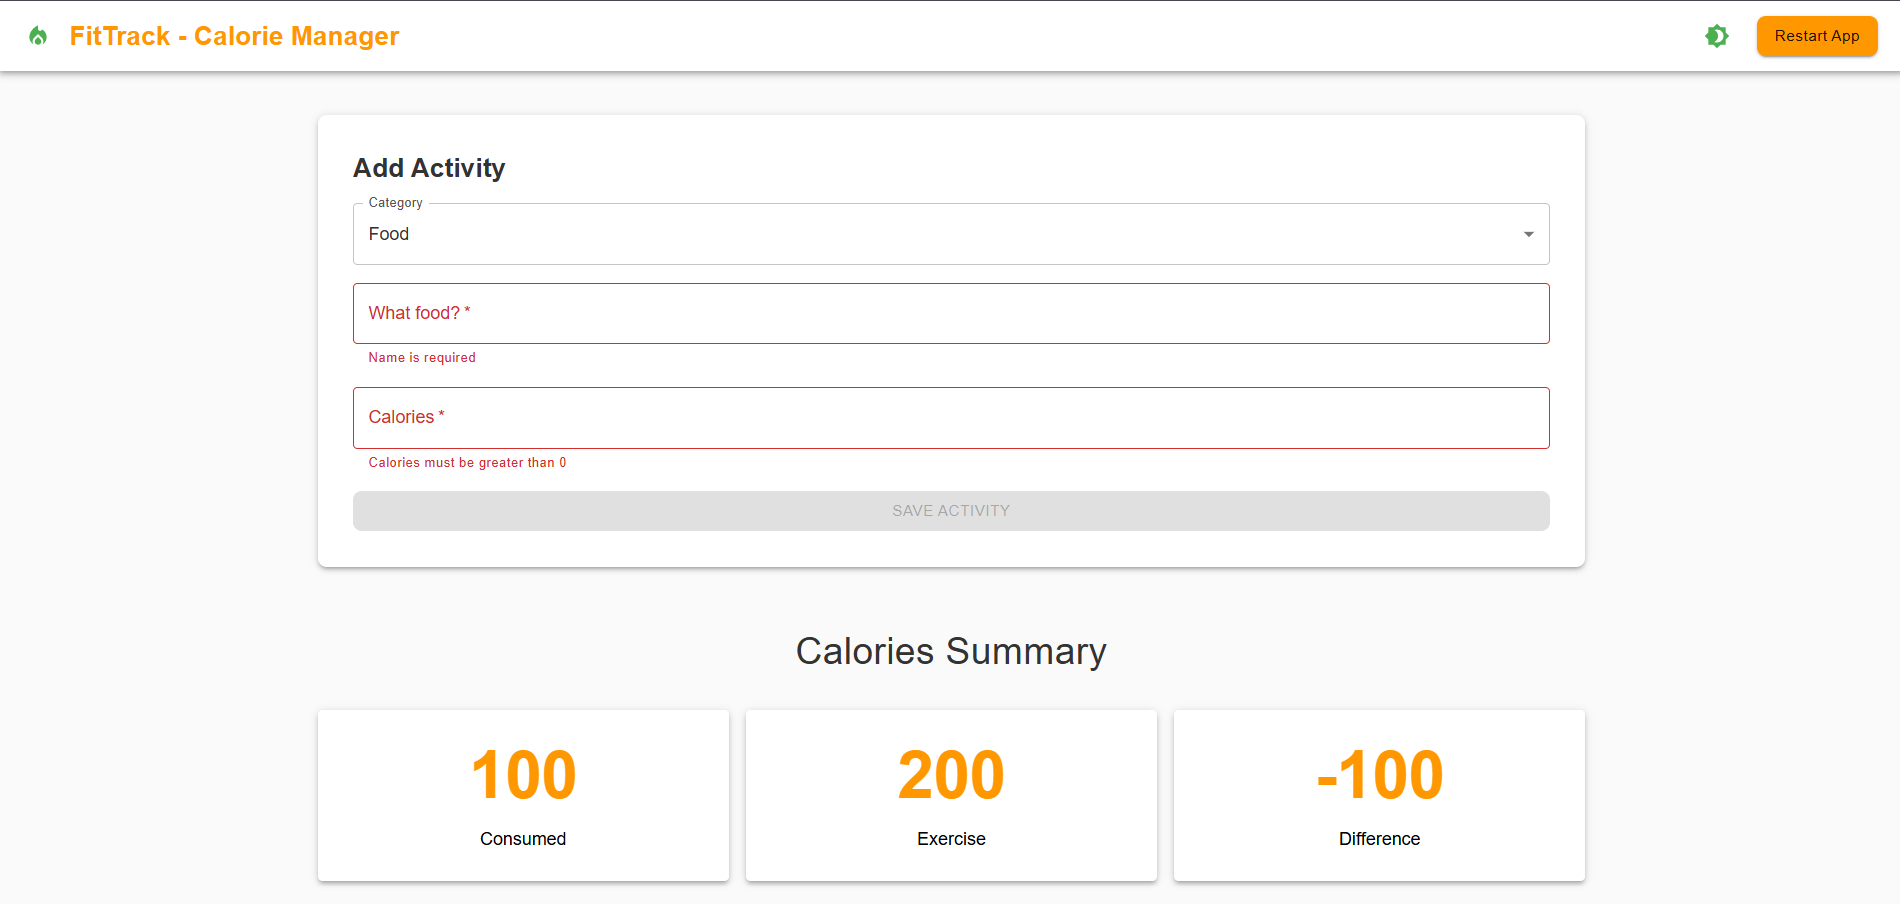 FitTrack - Calorie Manager
Restart App
Add Activity
Category
Food
What food? *
Name is required
Calories *
Calories must be greater than 0
SAVE ACTIVITY
Calories Summary
100
Consumed
200
Exercise
-100
Difference